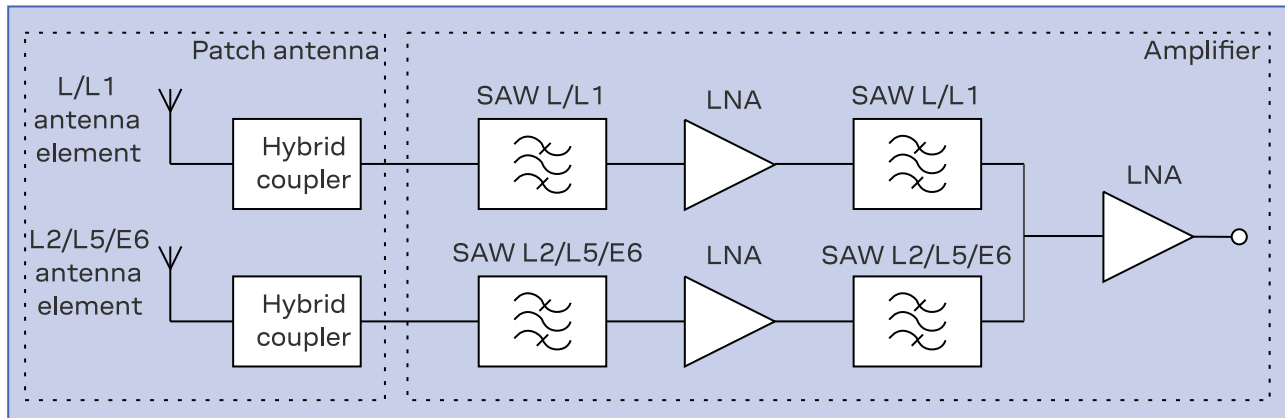 Patch antenna
Amplifier
L/L1
antenna
element
Hybrid
coupler
SAW L/L1
LNA
SAW L/L1
LNA
L2/L5/E6
antenna
element
Hybrid
coupler
SAW L2/L5/E6
LNA
SAW L2/L5/E6